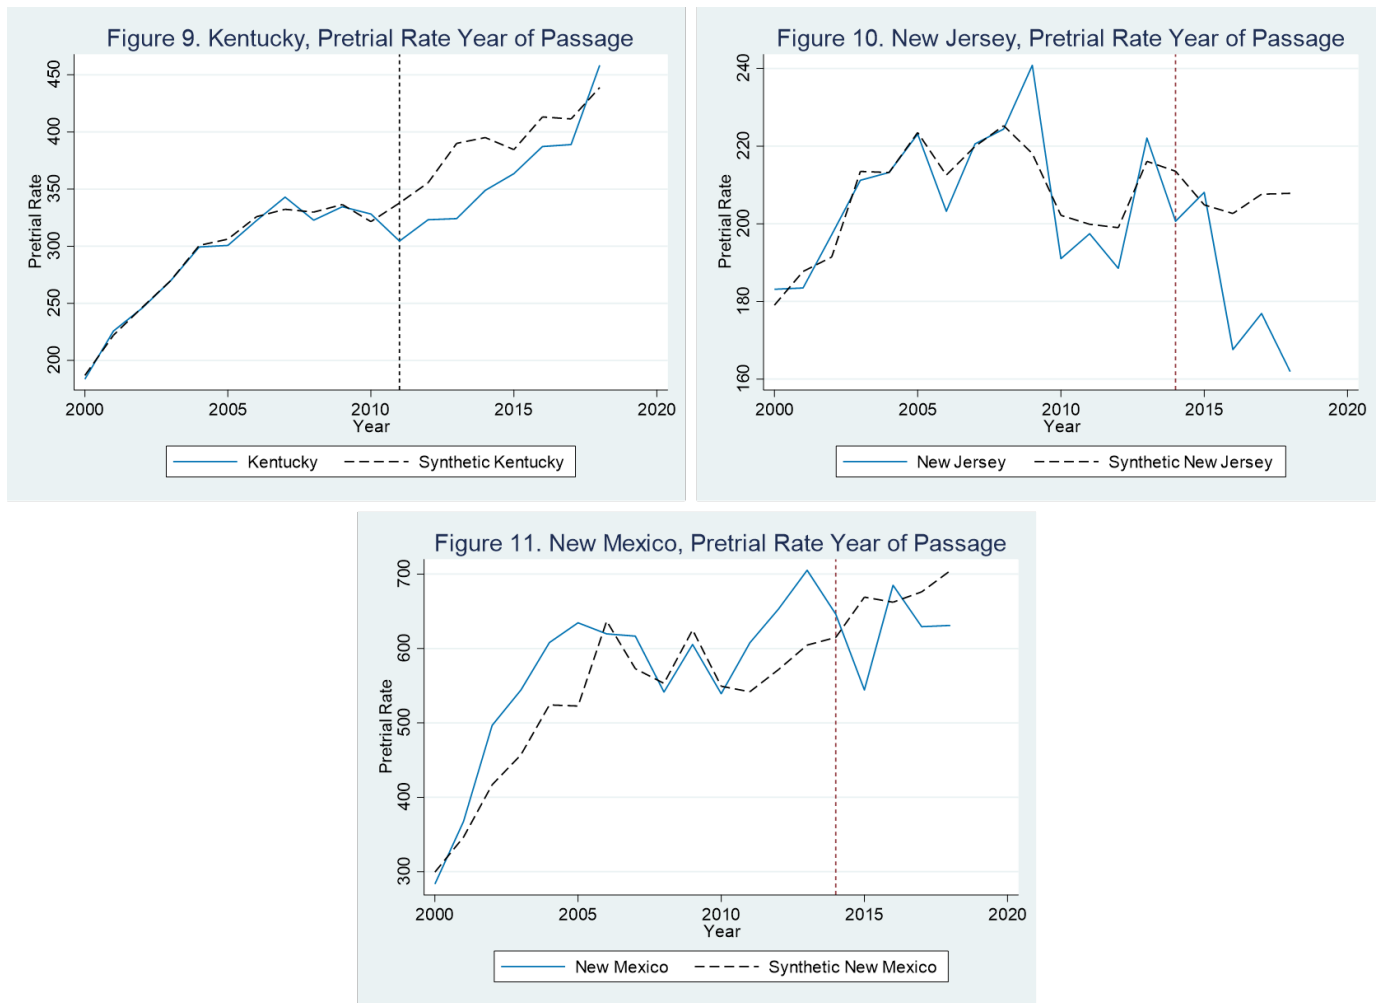 Figure 9. Kentucky, Pretrial Rate Year of Passage
Pretrial Rate
450
400
350
300
250
200
2000 2005 2010 2015 2020
Year
Kentucky Synthetic Kentucky
Figure 10. New Jersey, Pretrial Rate Year of Passage
Pretrial Rate
240
220
200
180
160
2000 2005 2010 2015 2020
Year
New Jersey Synthetic New Jersey
Figure 11. New Mexico, Pretrial Rate Year of Passage
Pretrial Rate
700
600
500
400
300
2000 2005 2010 2015 2020
Year
New Mexico Synthetic New Mexico